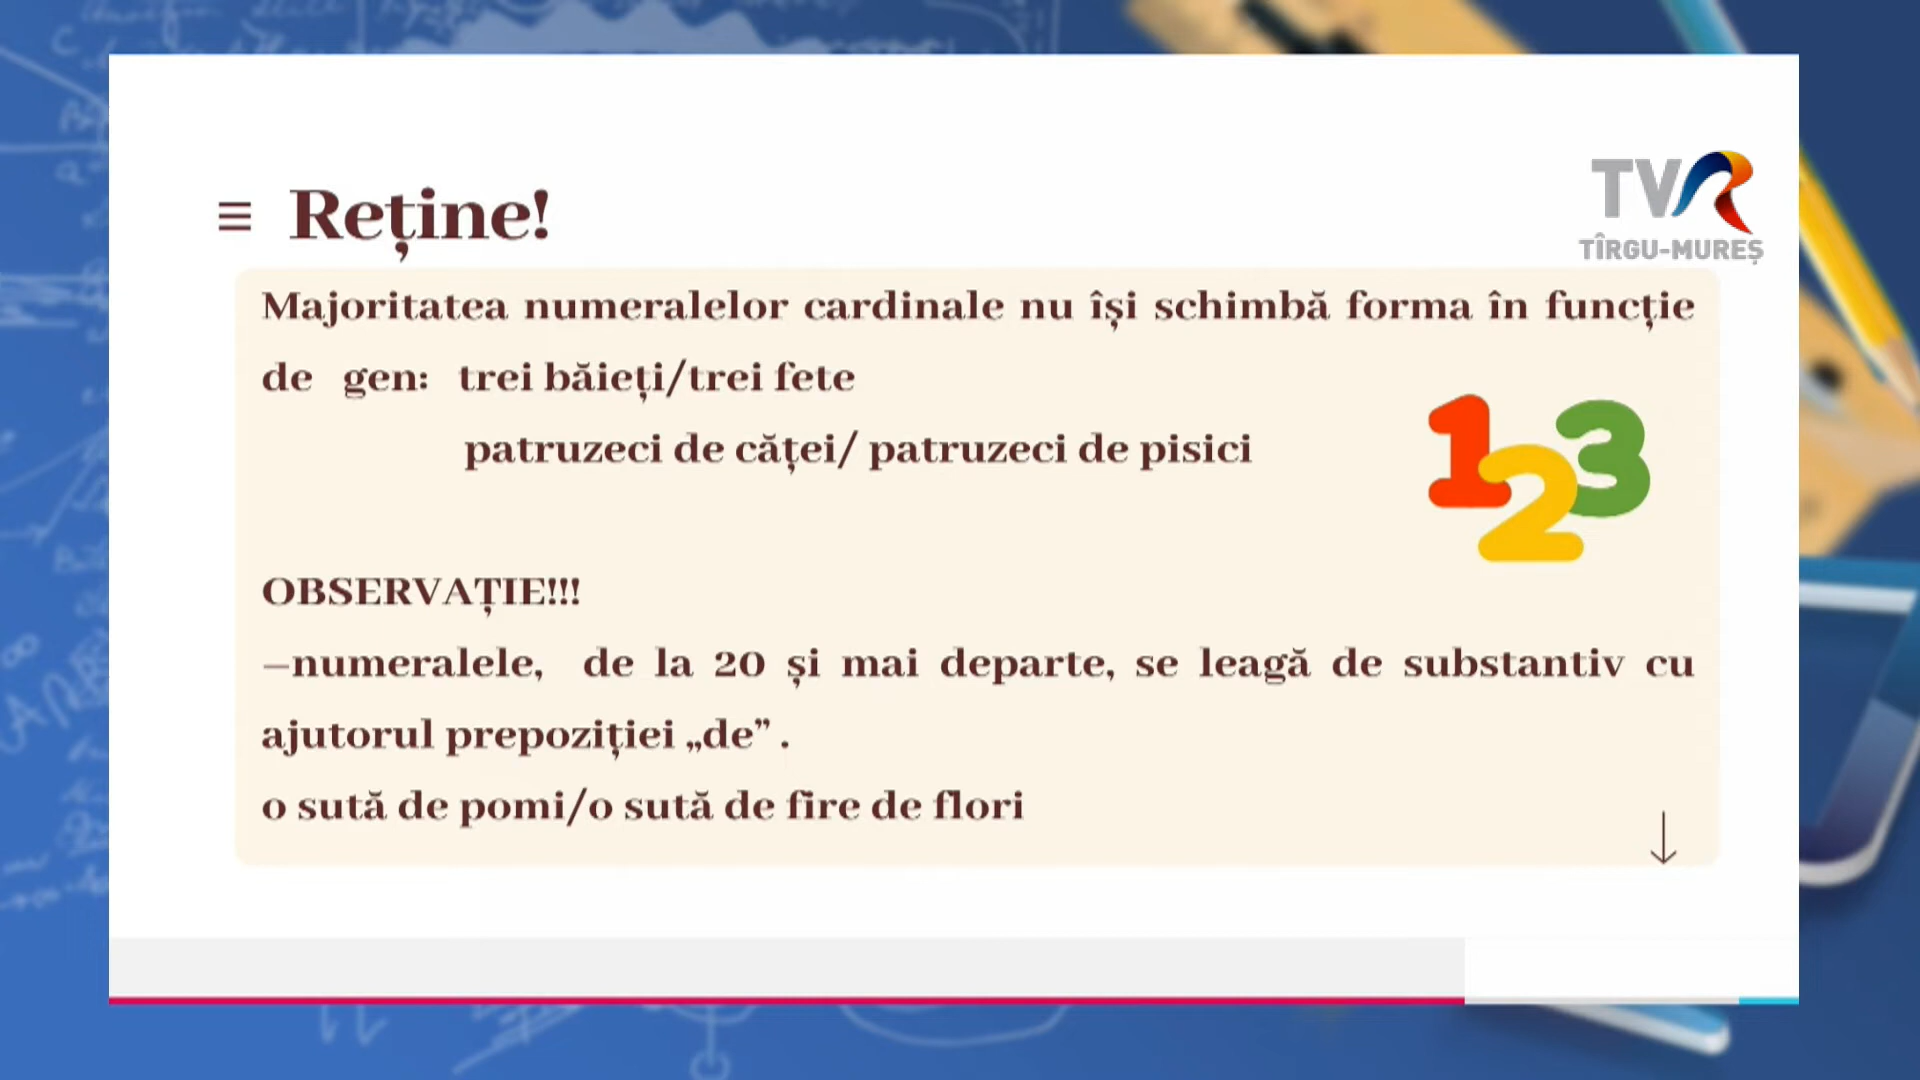 TVR
TÎRGU-MUREȘ
Reține!
Majoritatea numeralelor cardinale nu își schimbă forma în funcție
de gen: trei băieți/trei fete
patruzeci de căței/ patruzeci de pisici
123
OBSERVAȚIE!!!
–numeralele, de la 20 și mai departe, se leagă de substantiv cu
ajutorul prepoziției „de” .
o sută de pomi/o sută de fire de flori